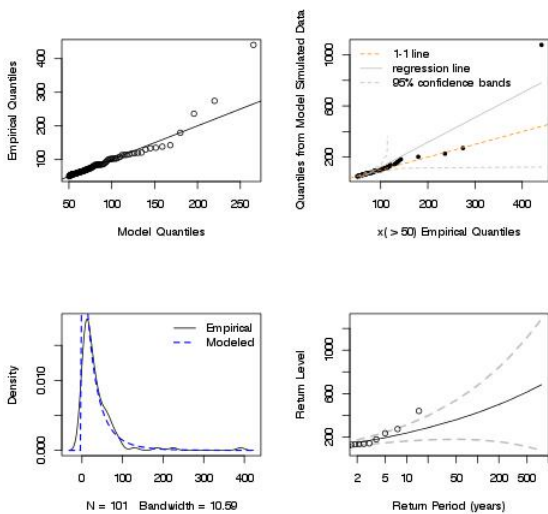 Empirical Quantiles
100 200 300 400
50 100 150 200 250
Model Quantiles
Quantiles from Model Simulated Data
200 600 1000
1-1 line
regression line
95% confidence bands
100 200 300 400
x( > 50) Empirical Quantiles
Density
0.000 0.010
Empirical
Modeled
0 100 200 300 400
N = 101 Bandwidth = 10.59
Return Level
200 600 1000
2 5 10 50 200 500
Return Period (years)